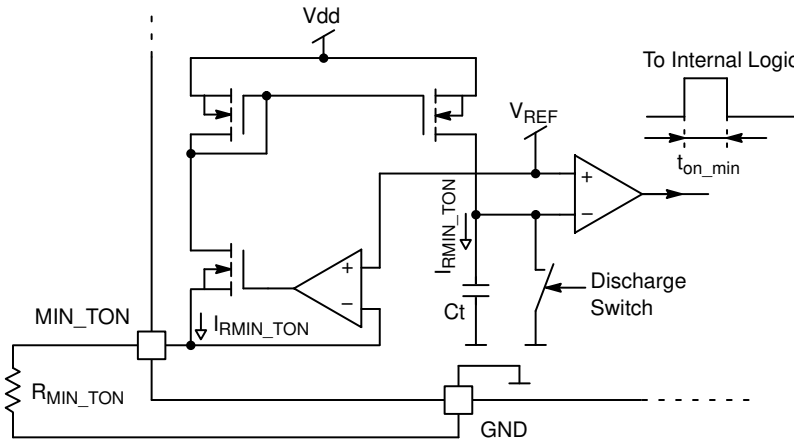 Vdd
To Internal Logic
VREF
ton_min
+
−
IRMIN_TON
+
−
Discharge
Switch
Ct
MIN_TON
IRMIN_TON
RMIN_TON
GND